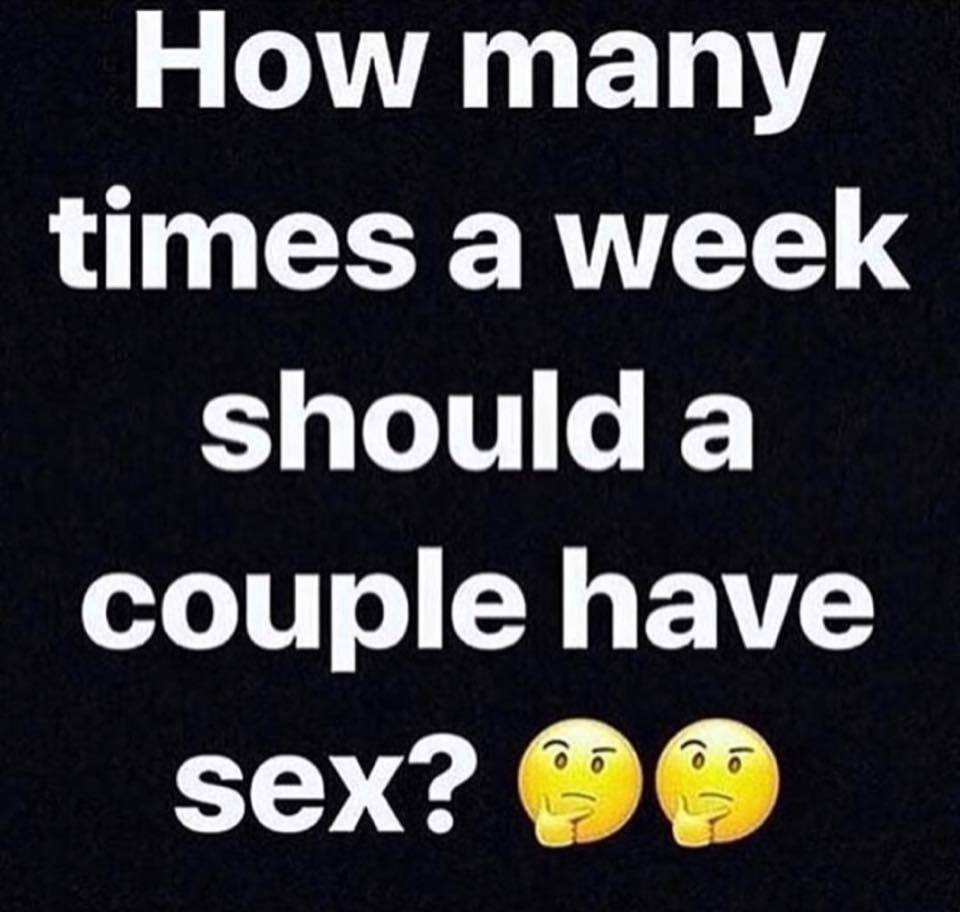 How many
times a week
should a
couple have
sex? 🤔🤔